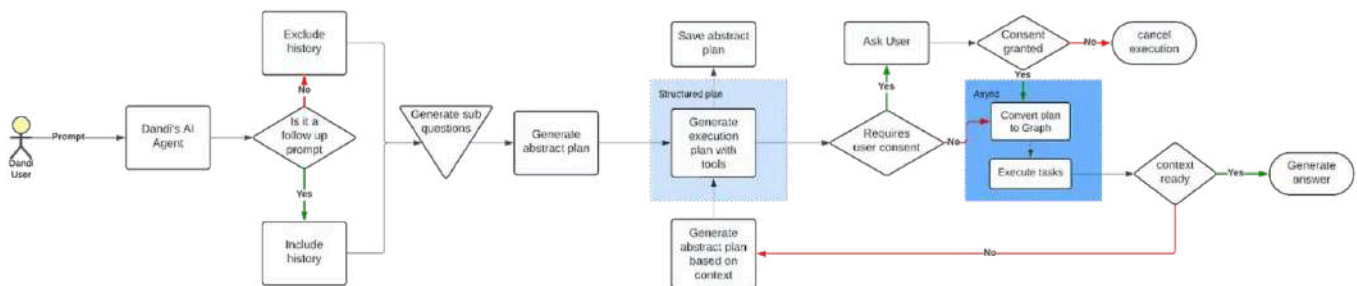 Dandi
User
Prompt
Dandi's AI
Agent
Exclude
history
No
Is it a
follow up
prompt
Yes
Include
history
Generate sub
questions
Generate
abstract plan
Save abstract
plan
Structured plan
Generate
execution
plan with
tools
Generate
abstract plan
based on
context
Ask User
Yes
Requires
user consent
No
Consent
granted
No
cancel
execution
Yes
Async
Convert plan
to Graph
Execute tasks
context
ready
Yes
Generate
answer
No